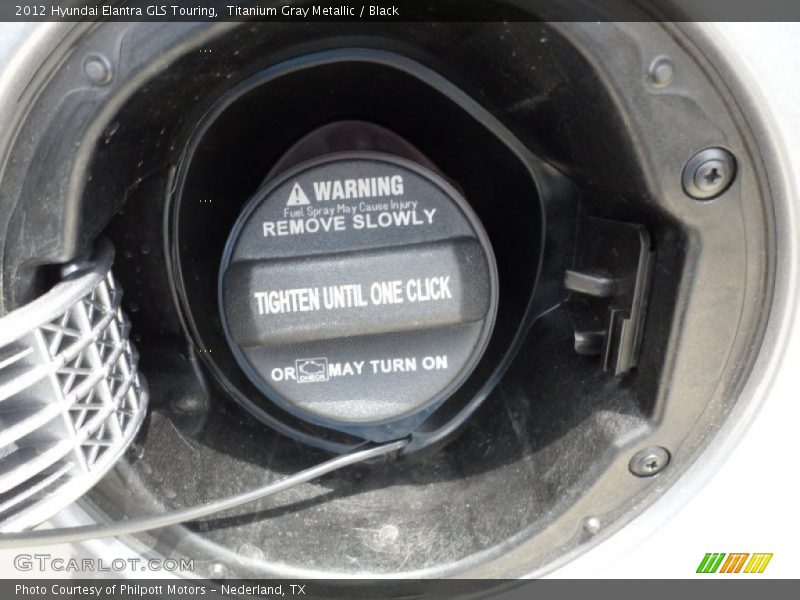 2012 Hyundai Elantra GLS Touring,  Titanium Gray Metallic / Black
WARNING
Fuel Spray May Cause Injury
REMOVE SLOWLY
TIGHTEN UNTIL ONE CLICK
OR CHECK MAY TURN ON
GTCARLOT.COM
Photo Courtesy of Philpott Motors – Nederland, TX